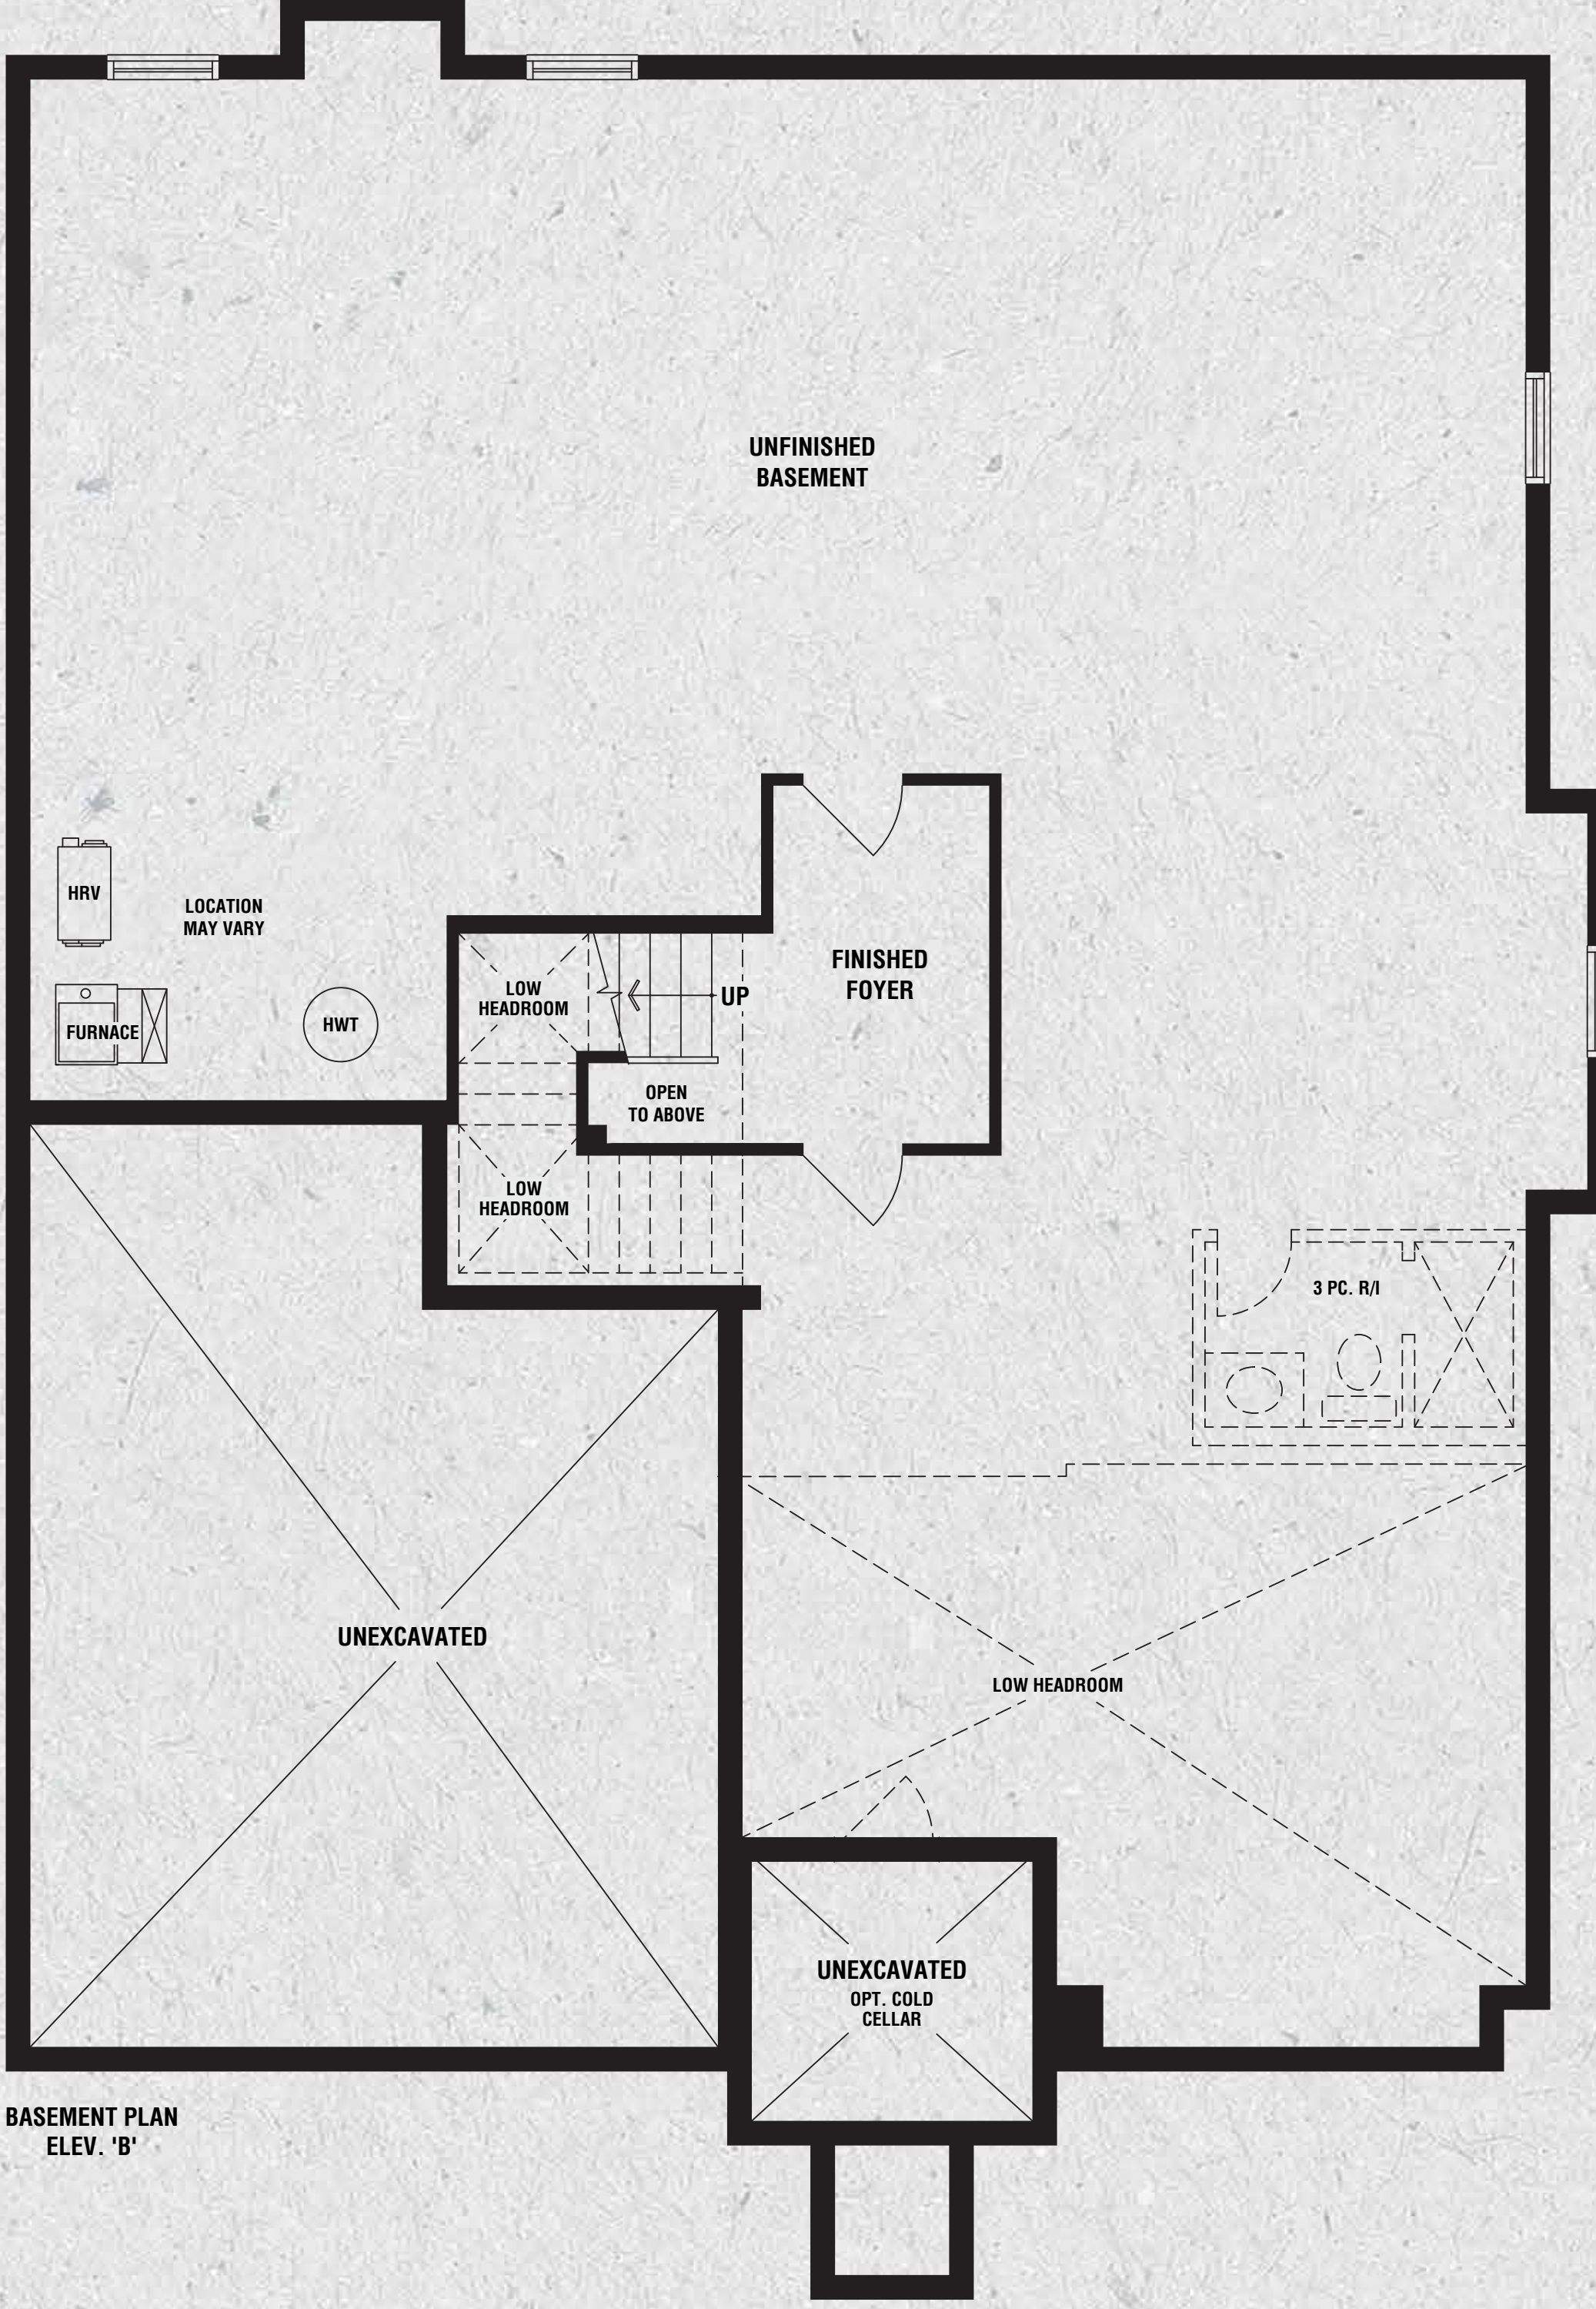 UNFINISHED
BASEMENT
HRV
LOCATION
MAY VARY
FURNACE
HWT
LOW
HEADROOM
UP
FINISHED
FOYER
OPEN
TO ABOVE
LOW
HEADROOM
3 PC. R/I
UNEXCAVATED
LOW HEADROOM
UNEXCAVATED
OPT. COLD
CELLAR
BASEMENT PLAN
ELEV. 'B'